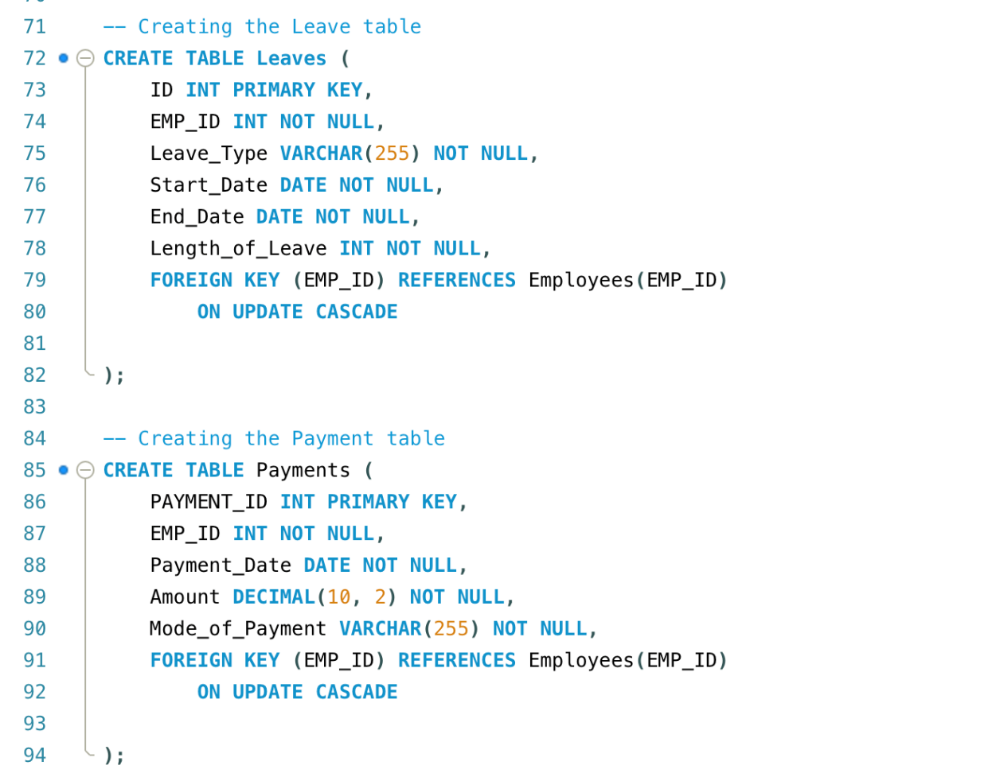 71 -- Creating the Leave table
72 CREATE TABLE Leaves (
73 ID INT PRIMARY KEY,
74 EMP_ID INT NOT NULL,
75 Leave_Type VARCHAR(255) NOT NULL,
76 Start_Date DATE NOT NULL,
77 End_Date DATE NOT NULL,
78 Length_of_Leave INT NOT NULL,
79 FOREIGN KEY (EMP_ID) REFERENCES Employees(EMP_ID)
80 ON UPDATE CASCADE
81
82 );
83
84 -- Creating the Payment table
85 CREATE TABLE Payments (
86 PAYMENT_ID INT PRIMARY KEY,
87 EMP_ID INT NOT NULL,
88 Payment_Date DATE NOT NULL,
89 Amount DECIMAL(10, 2) NOT NULL,
90 Mode_of_Payment VARCHAR(255) NOT NULL,
91 FOREIGN KEY (EMP_ID) REFERENCES Employees(EMP_ID)
92 ON UPDATE CASCADE
93
94 );